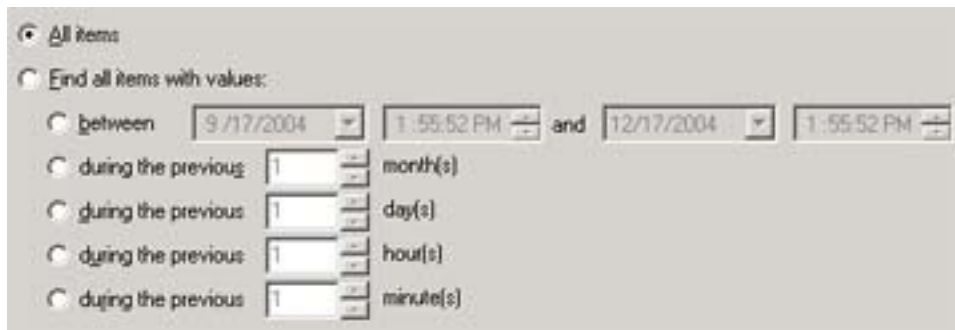 All items
Find all items with values:
between 9/17/2004 1:55:52 PM and 12/17/2004 1:55:52 PM
during the previous 1 month(s)
during the previous 1 day(s)
during the previous 1 hour(s)
during the previous 1 minute(s)